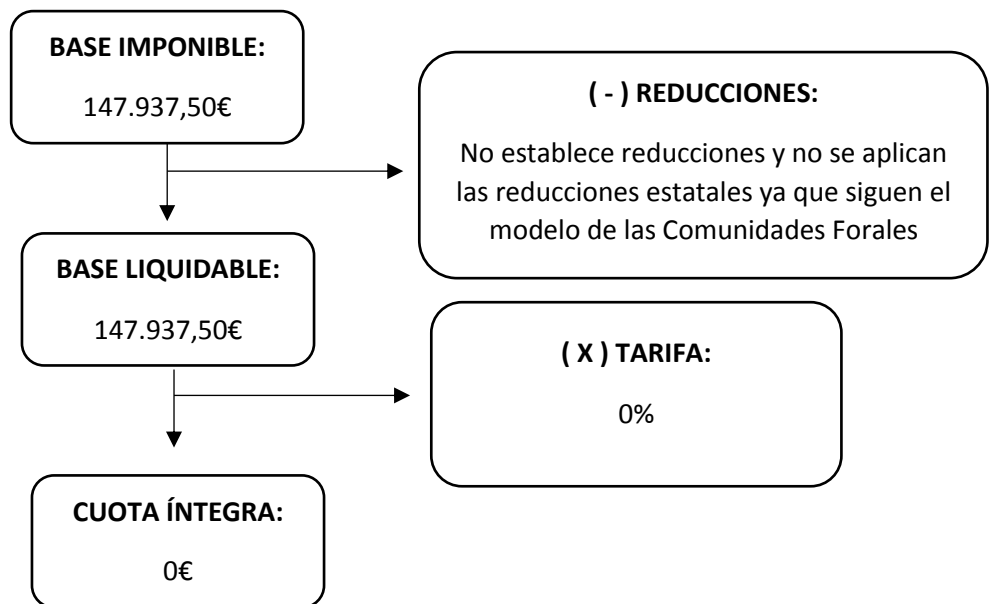 BASE IMPONIBLE:
147.937,50€
( - ) REDUCCIONES:
No establece reducciones y no se aplican
las reducciones estatales ya que siguen el
modelo de las Comunidades Forales
BASE LIQUIDABLE:
147.937,50€
( X ) TARIFA:
0%
CUOTA ÍNTEGRA:
0€